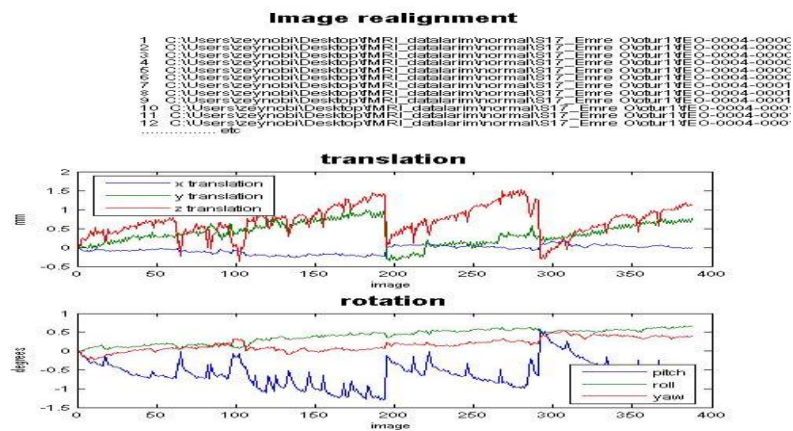 Image realignment
1 C:\Users\zeynobi\Desktop\fMRI_datalarim\normal\S17_Emre O\otur1\fEO-0004-0000
2 C:\Users\zeynobi\Desktop\fMRI_datalarim\normal\S17_Emre O\otur1\fEO-0004-0000
3 C:\Users\zeynobi\Desktop\fMRI_datalarim\normal\S17_Emre O\otur1\fEO-0004-0000
4 C:\Users\zeynobi\Desktop\fMRI_datalarim\normal\S17_Emre O\otur1\fEO-0004-0000
5 C:\Users\zeynobi\Desktop\fMRI_datalarim\normal\S17_Emre O\otur1\fEO-0004-0000
6 C:\Users\zeynobi\Desktop\fMRI_datalarim\normal\S17_Emre O\otur1\fEO-0004-0000
7 C:\Users\zeynobi\Desktop\fMRI_datalarim\normal\S17_Emre O\otur1\fEO-0004-0001
8 C:\Users\zeynobi\Desktop\fMRI_datalarim\normal\S17_Emre O\otur1\fEO-0004-0001
9 C:\Users\zeynobi\Desktop\fMRI_datalarim\normal\S17_Emre O\otur1\fEO-0004-0001
10 C:\Users\zeynobi\Desktop\fMRI_datalarim\normal\S17_Emre O\otur1\fEO-0004-000
11 C:\Users\zeynobi\Desktop\fMRI_datalarim\normal\S17_Emre O\otur1\fEO-0004-000
12 C:\Users\zeynobi\Desktop\fMRI_datalarim\normal\S17_Emre O\otur1\fEO-0004-000
................ etc
translation
2
1.5
1
0.5
0
-0.5
mm
x translation
y translation
z translation
0 50 100 150 200 250 300 350 400
image
rotation
1
0.5
0
-0.5
-1
-1.5
degrees
pitch
roll
yaw
0 50 100 150 200 250 300 350 400
image